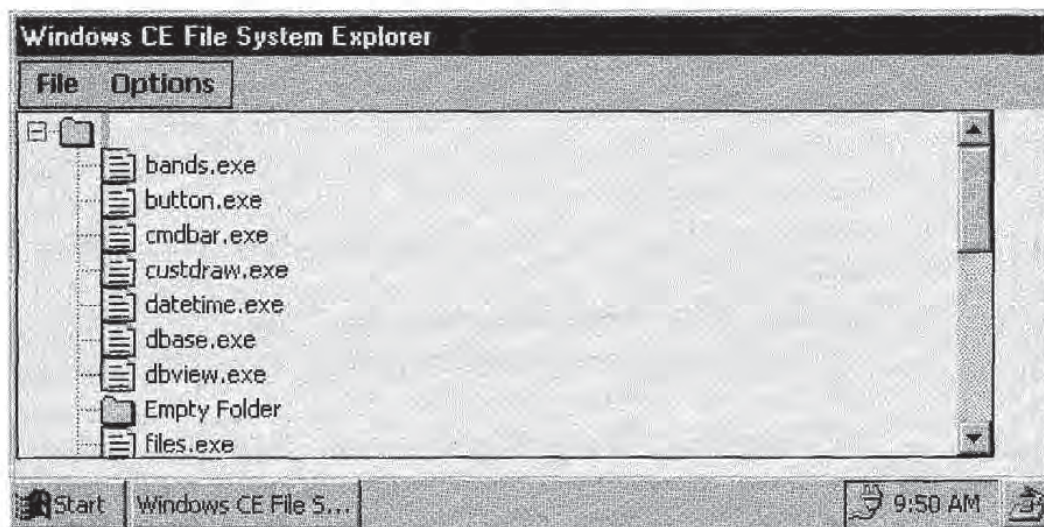 Windows CE File System Explorer
File Options
bands.exe
button.exe
cmdbar.exe
custdraw.exe
datetime.exe
dbase.exe
dbview.exe
Empty Folder
files.exe
Start Windows CE File S... 9:50 AM